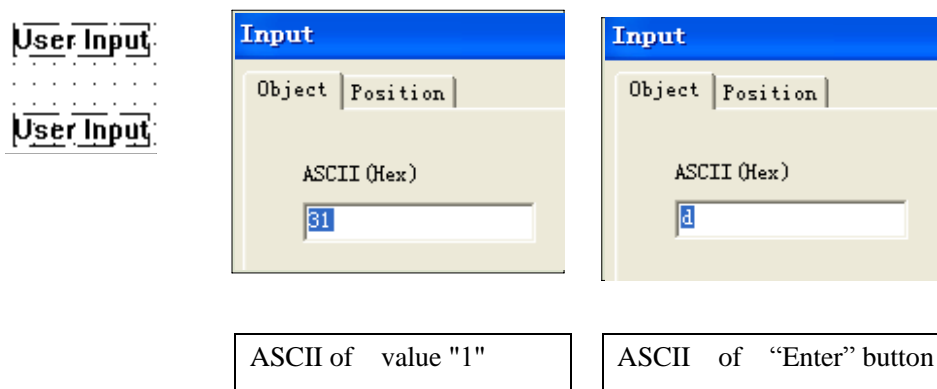 User Input
User Input
Input
Object Position
ASCII(Hex)
31
Input
Object Position
ASCII(Hex)
d
ASCII of value "1"
ASCII of “Enter” button